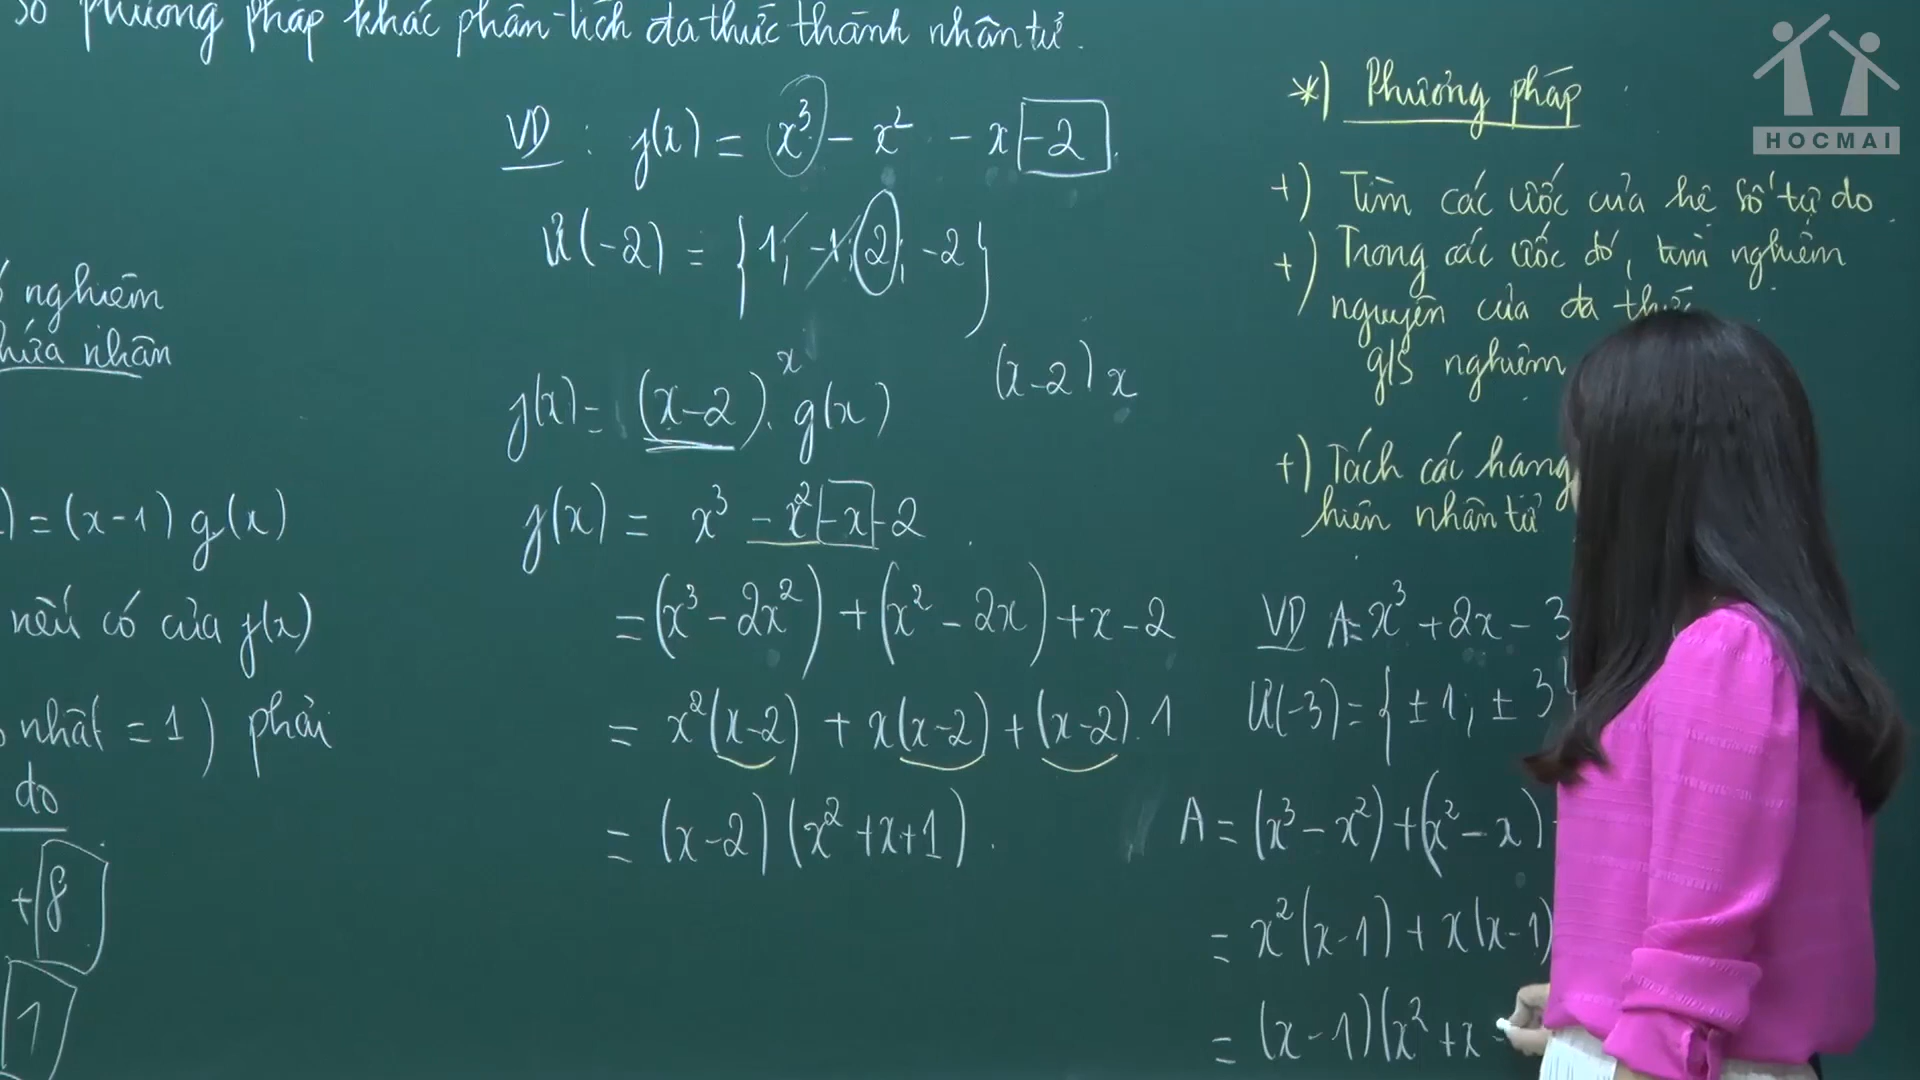 số phương pháp khác phân tích đa thức thành nhân tử.
nghiệm
nhân
= (x-1) g(x)
nếu có của f(x)
nhất = 1) phải
do
+8
1
VD : f(x) = x³ - x² - x - 2.
Ư(-2) = {1; -1; 2; -2}
x
f(x) = (x-2). g(x)
(x-2) x
f(x) = x³ - x² - x - 2
= (x³ - 2x²) + (x² - 2x) + x - 2
= x²(x-2) + x(x-2) + (x-2).1
= (x-2)(x² + x + 1).
*) Phương pháp
+) Tìm các ước của hệ số tự do.
+) Trong các ước đó, tìm nghiệm
nguyên của đa thức
g/s nghiệm
+) Tách các hạng
hiện nhân tử
VD A = x³ + 2x - 3
Ư(-3) = {±1; ±3}
A = (x³ - x²) + (x² - x)
= x²(x-1) + x(x-1)
= (x-1)(x² + x
HOCMAI